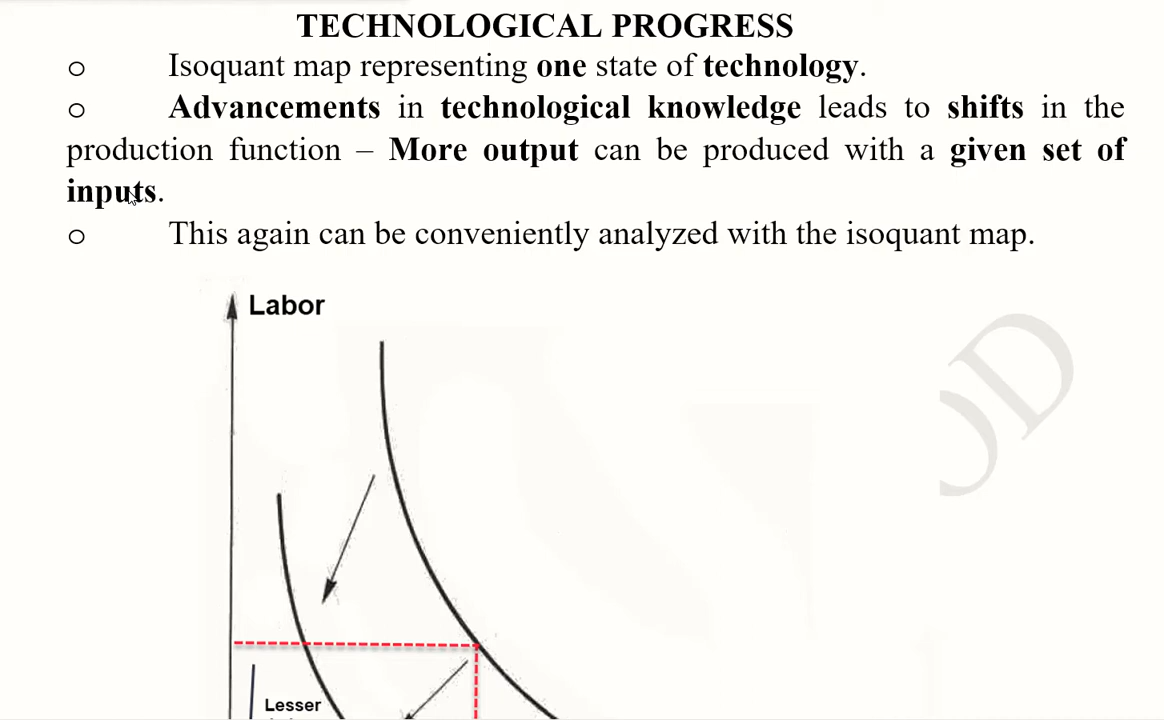 TECHNOLOGICAL PROGRESS
o Isoquant map representing one state of technology.
o Advancements in technological knowledge leads to shifts in the
production function – More output can be produced with a given set of
inputs.
o This again can be conveniently analyzed with the isoquant map.
Labor
Lesser